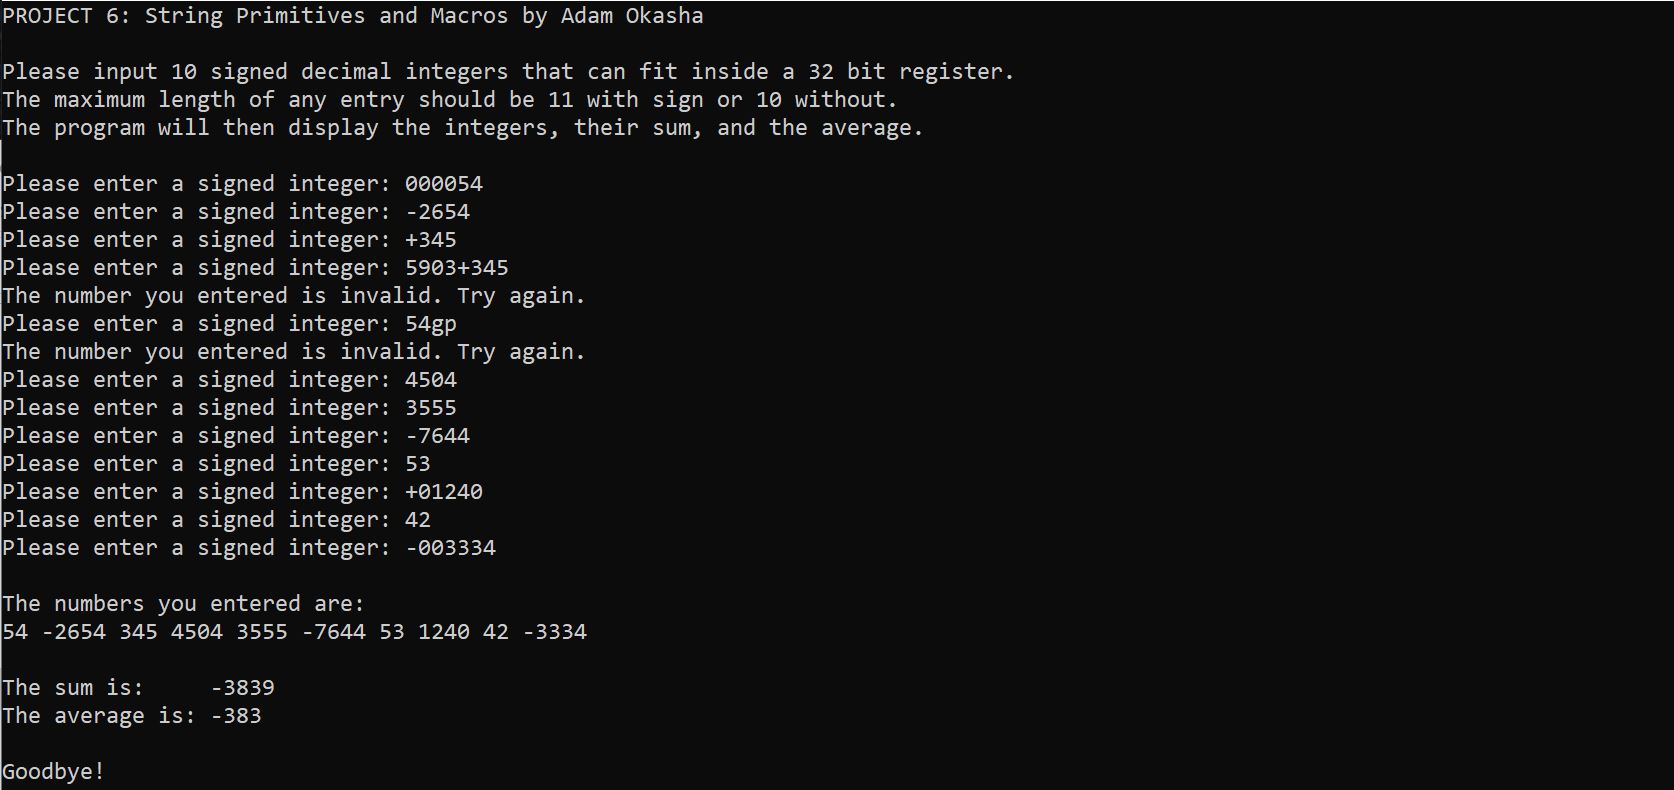 PROJECT 6: String Primitives and Macros by Adam Okasha
Please input 10 signed decimal integers that can fit inside a 32 bit register.
The maximum length of any entry should be 11 with sign or 10 without.
The program will then display the integers, their sum, and the average.
Please enter a signed integer: 000054
Please enter a signed integer: -2654
Please enter a signed integer: +345
Please enter a signed integer: 5903+345
The number you entered is invalid. Try again.
Please enter a signed integer: 54gp
The number you entered is invalid. Try again.
Please enter a signed integer: 4504
Please enter a signed integer: 3555
Please enter a signed integer: -7644
Please enter a signed integer: 53
Please enter a signed integer: +01240
Please enter a signed integer: 42
Please enter a signed integer: -003334
The numbers you entered are:
54 -2654 345 4504 3555 -7644 53 1240 42 -3334
The sum is:     -3839
The average is: -383
Goodbye!